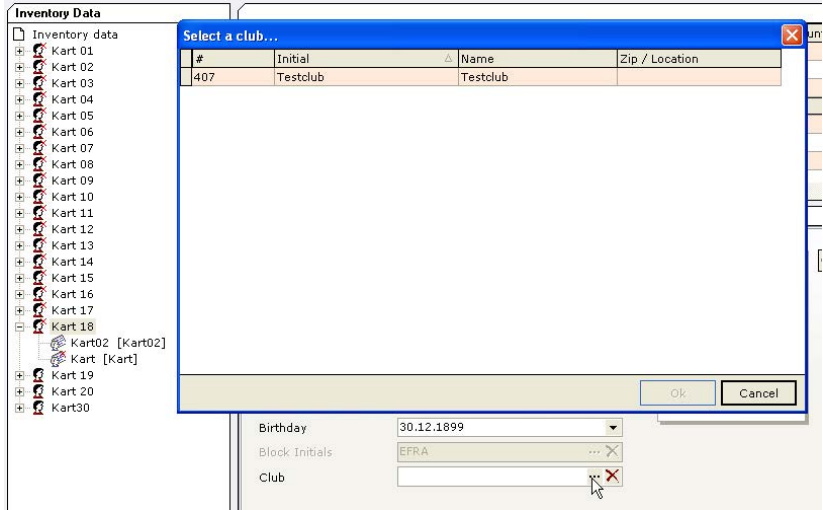 Inventory Data
Inventory data
Kart 01
Kart 02
Kart 03
Kart 04
Kart 05
Kart 06
Kart 07
Kart 08
Kart 09
Kart 10
Kart 11
Kart 12
Kart 13
Kart 14
Kart 15
Kart 16
Kart 17
Kart 18
Kart02 [Kart02]
Kart [Kart]
Kart 19
Kart 20
Kart30
Select a club...
# Initial Name Zip / Location
407 Testclub Testclub
Ok Cancel
Birthday 30.12.1899
Block Initials EFRA ...
Club ...